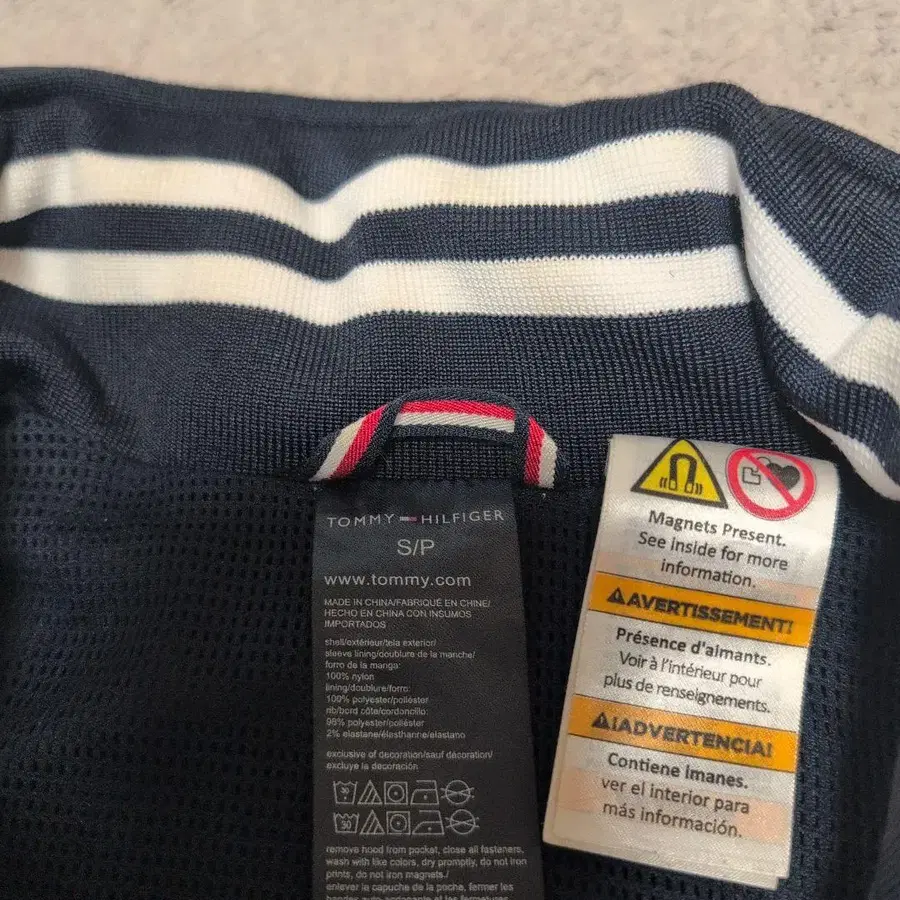 TOMMY HILFIGER
S/P
www.tommy.com
MADE IN CHINA/FABRIQUÉ EN CHINE/
HECHO EN CHINA CON INSUMOS
IMPORTADOS
shell/extérieur/tela exterior/
sleeve lining/doublure de la manche/
forro de la manga:
100% nylon
lining/doublure/forro:
100% polyester/poliéster
rib/bord côte/cordoncillo:
98% polyester/poliéster
2% elastane/élasthanne/elastano
exclusive of decoration/sauf décoration/
excluye la decoración
30
30
remove hood from pocket, close all fasteners,
wash with like colors, dry promptly, do not iron
prints, do not iron magnets./
enlever la capuche de la poche, fermer les
Magnets Present.
See inside for more
information.
AVERTISSEMENT!
Présence d'aimants.
Voir à l'intérieur pour
plus de renseignements.
¡ADVERTENCIA!
Contiene imanes.
ver el interior para
más información.